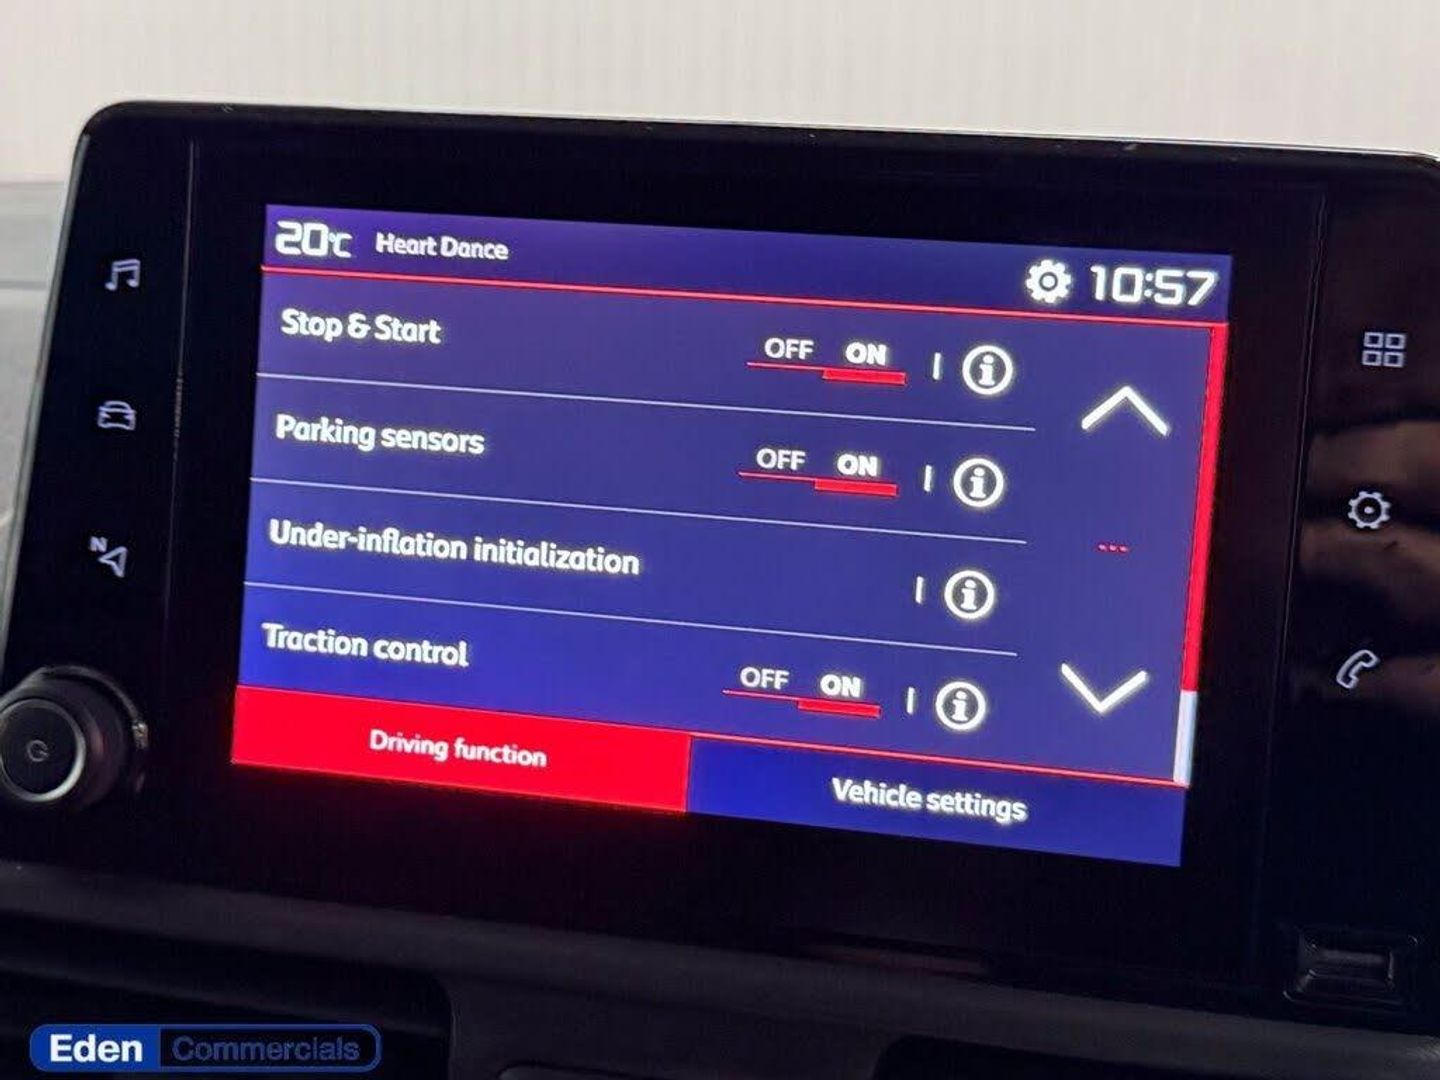 20°C Heart Dance 10:57
Stop & Start OFF ON
Parking sensors OFF ON
Under-inflation initialization
Traction control OFF ON
Driving function Vehicle settings
N
Eden Commercials